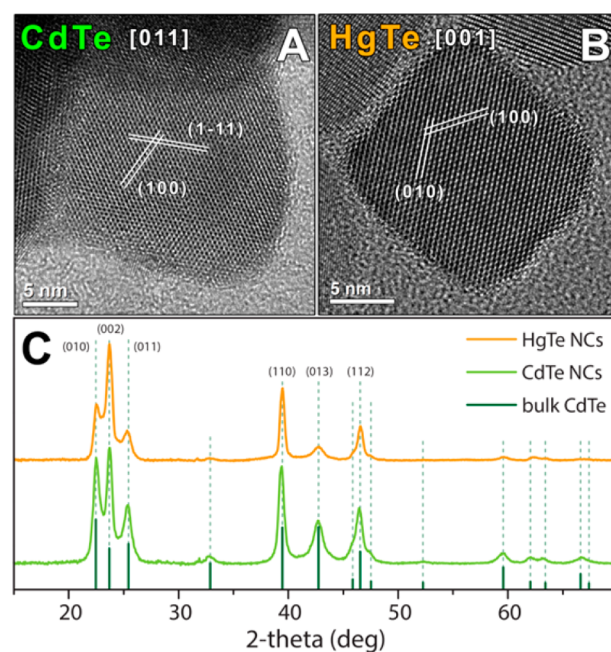 CdTe [011] A
(1-11)
(100)
5 nm
HgTe [001] B
(100)
(010)
5 nm
C
(010)
(002)
(011)
(110)
(013)
(112)
HgTe NCs
CdTe NCs
bulk CdTe
20 30 40 50 60
2-theta (deg)